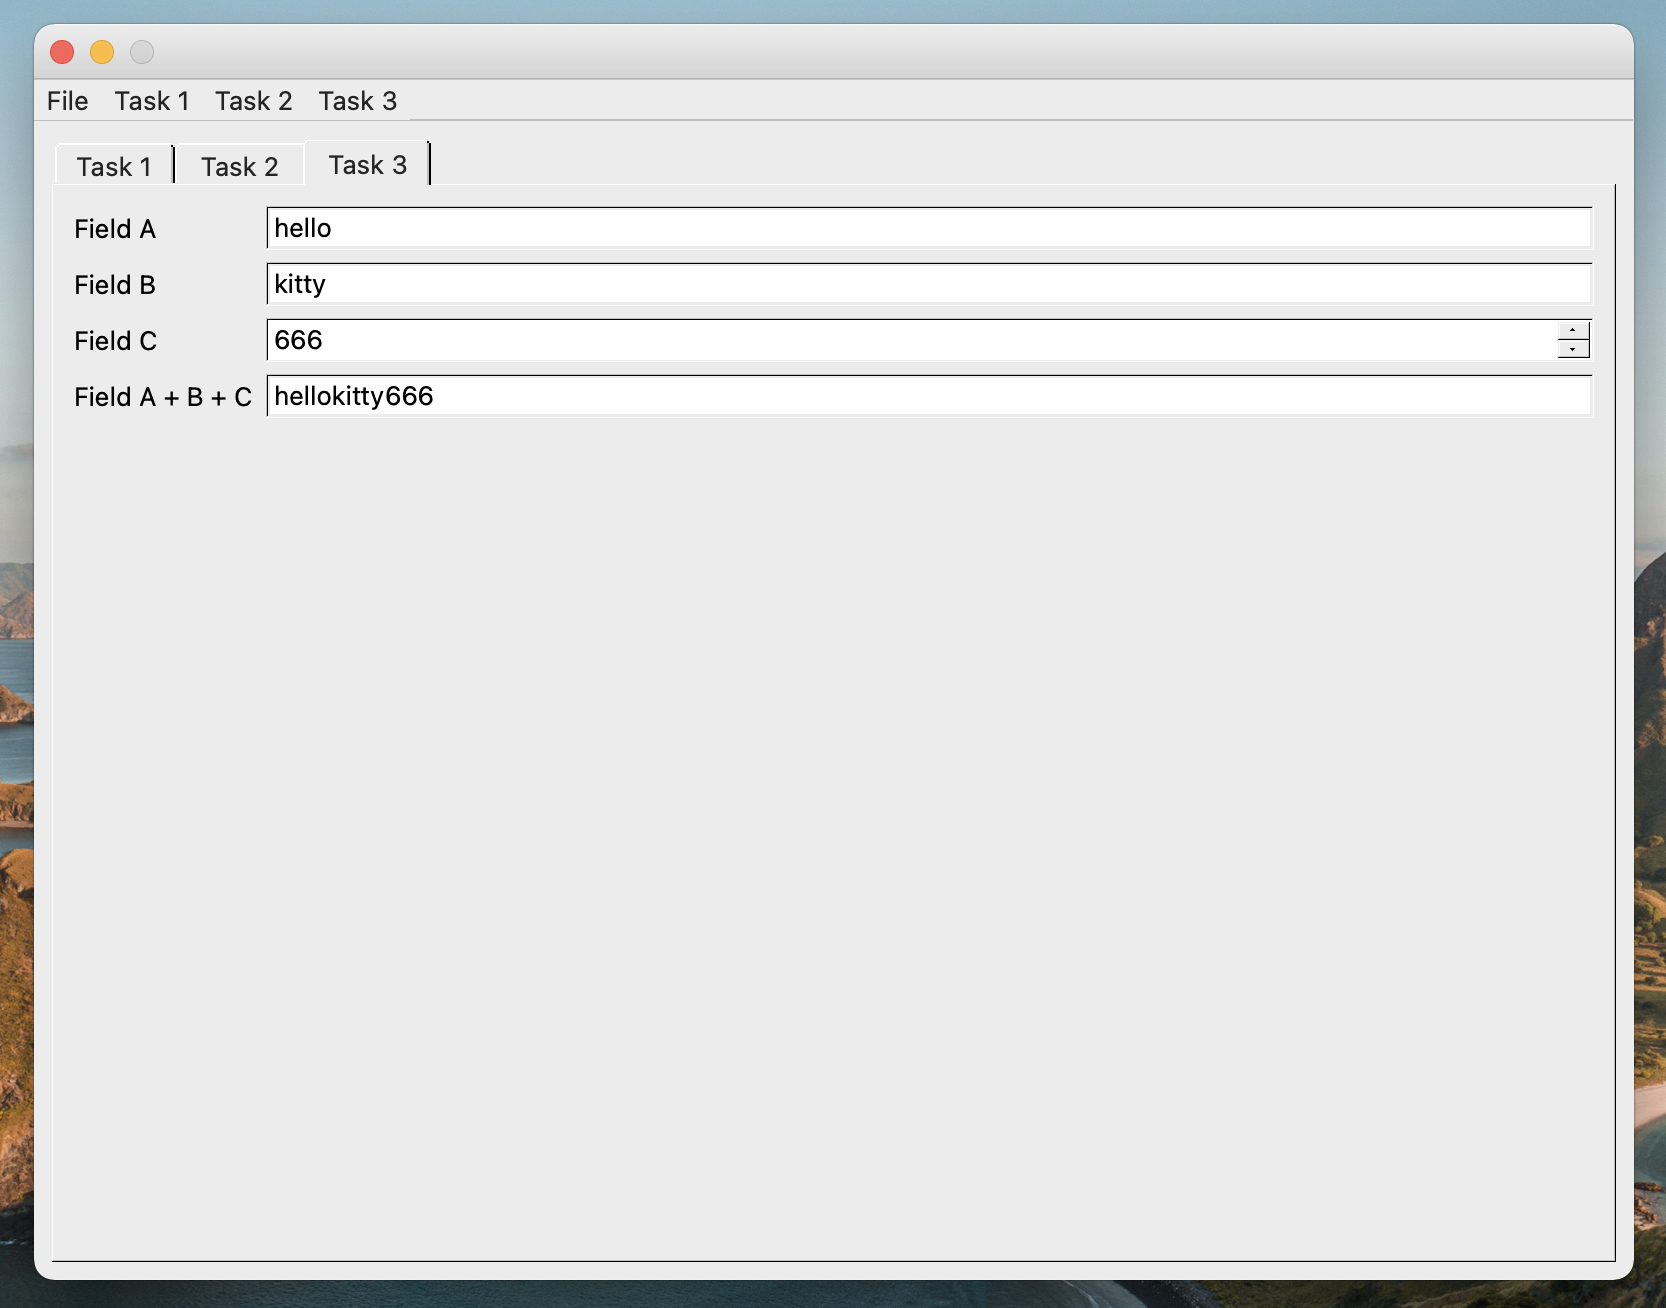 File Task 1 Task 2 Task 3
Task 1 Task 2 Task 3
Field A hello
Field B kitty
Field C 666
Field A + B + C hellokitty666